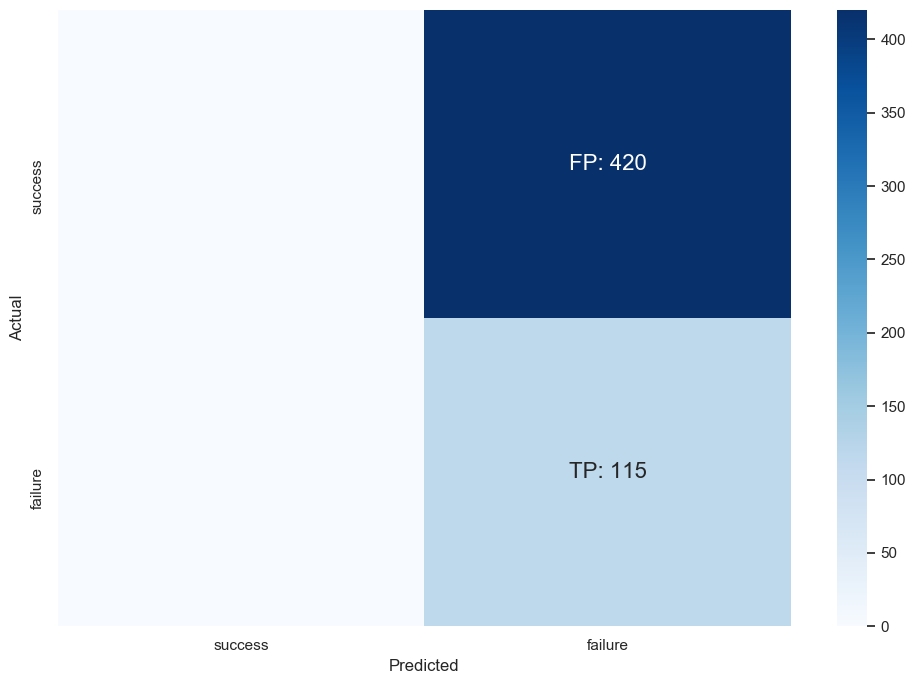 FP: 420
TP: 115
success
failure
Actual
success
failure
Predicted
400
350
300
250
200
150
100
50
0